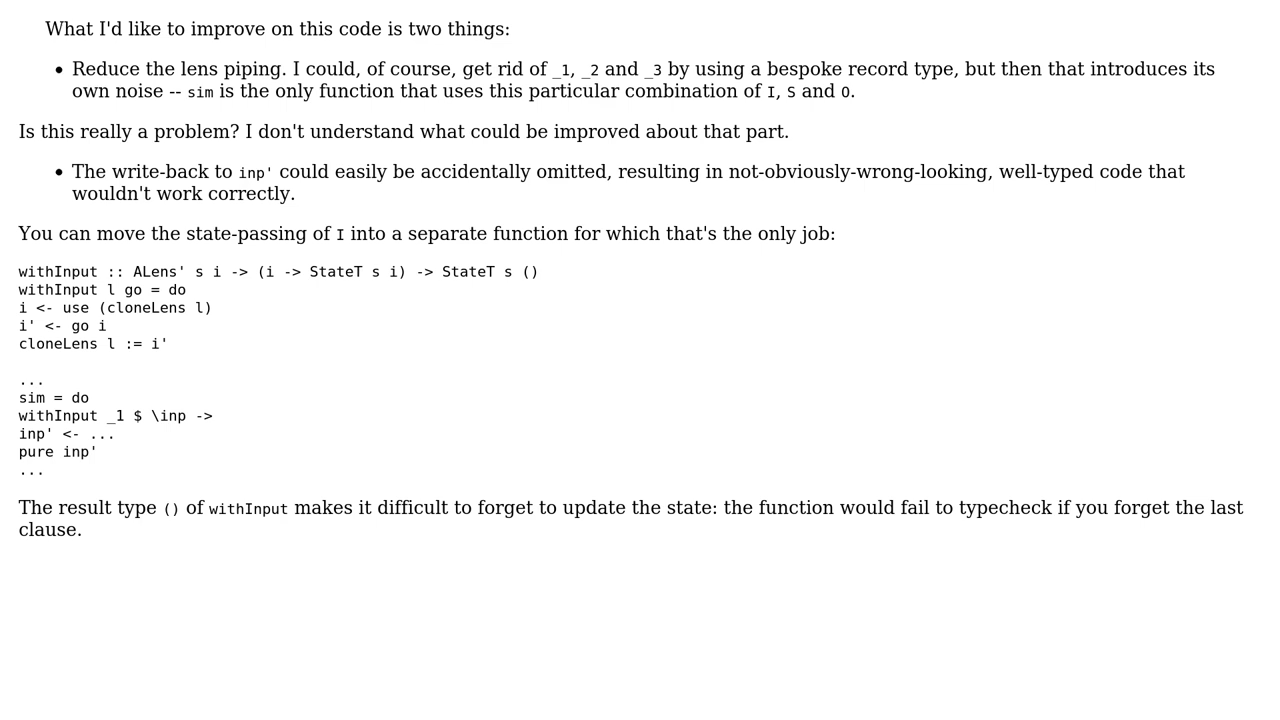 What I'd like to improve on this code is two things:
• Reduce the lens piping. I could, of course, get rid of _1, _2 and _3 by using a bespoke record type, but then that introduces its
own noise -- sim is the only function that uses this particular combination of I, S and O.
Is this really a problem? I don't understand what could be improved about that part.
• The write-back to inp' could easily be accidentally omitted, resulting in not-obviously-wrong-looking, well-typed code that
wouldn't work correctly.
You can move the state-passing of I into a separate function for which that's the only job:
withInput :: ALens' s i -> (i -> StateT s i) -> StateT s ()
withInput l go = do
i <- use (cloneLens l)
i' <- go i
cloneLens l := i'
...
sim = do
withInput _1 $ \inp ->
inp' <- ...
pure inp'
...
The result type () of withInput makes it difficult to forget to update the state: the function would fail to typecheck if you forget the last
clause.